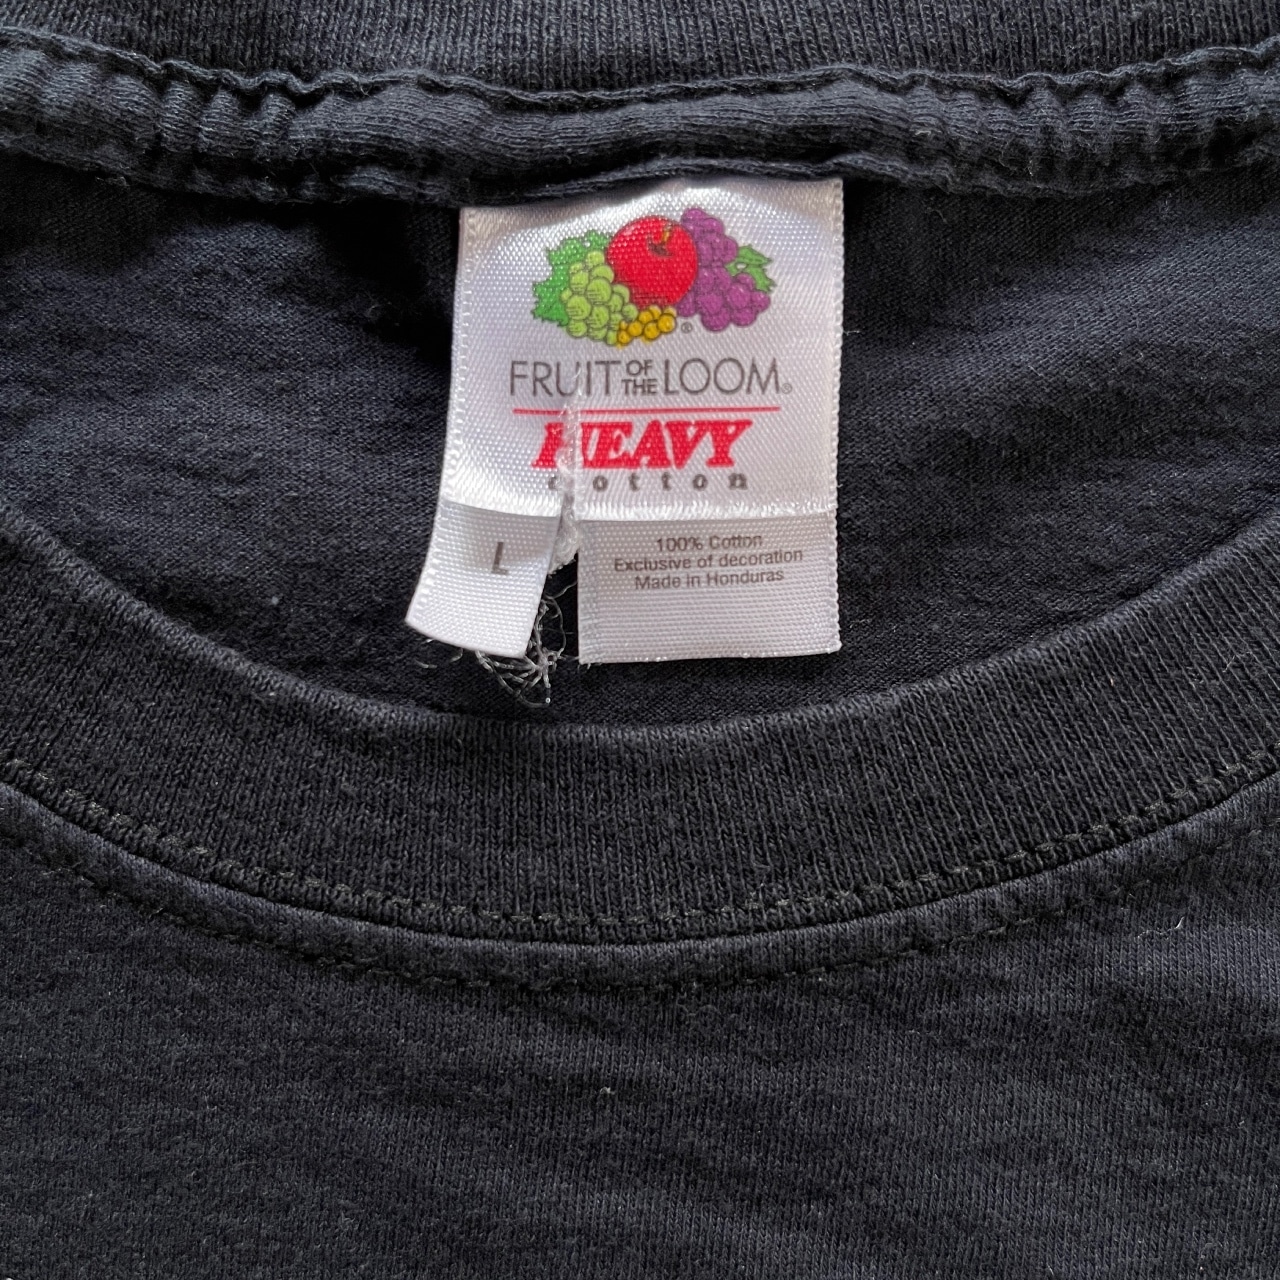 FRUIT OF THE LOOM®
HEAVY
cotton
L
100% Cotton
Exclusive of decoration
Made in Honduras